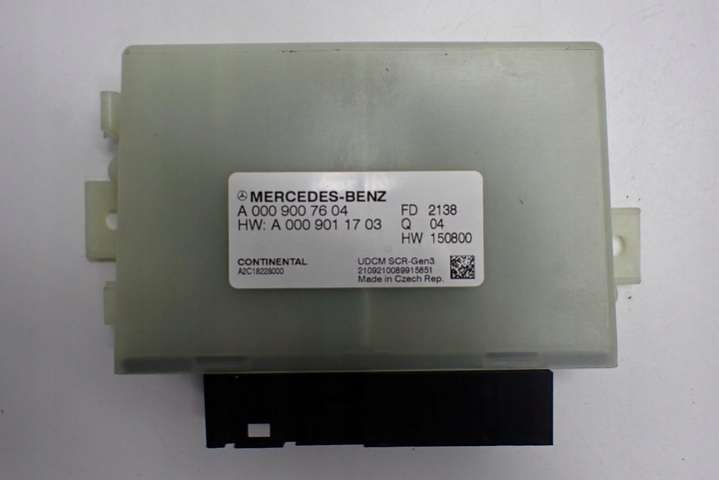 MERCEDES-BENZ
A 000 900 76 04
HW: A 000 901 17 03
FD 2138
Q 04
HW 150800
CONTINENTAL
A2C18228000
UDCM SCR-Gen3
2109210089915851
Made in Czech Rep.